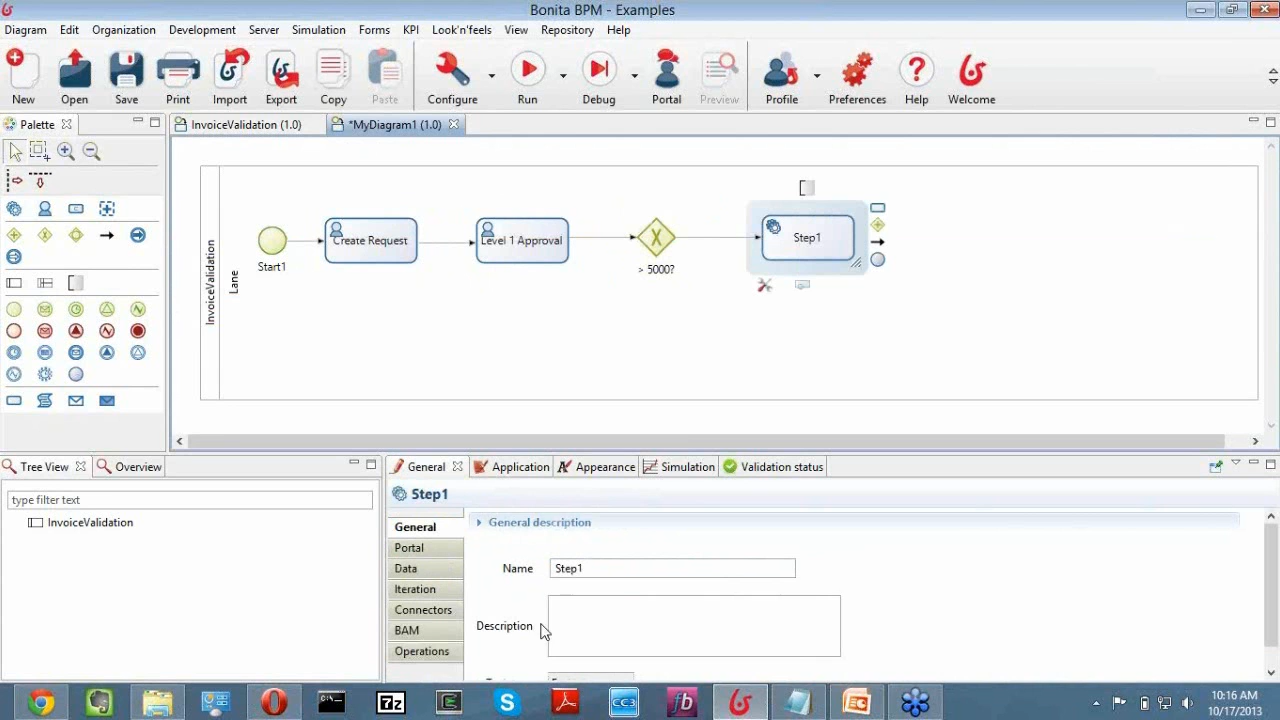 Bonita BPM - Examples
Diagram Edit Organization Development Server Simulation Forms KPI Look'n'feels View Repository Help
New Open Save Print Import Export Copy Paste Configure Run Debug Portal Preview Profile Preferences Help Welcome
Palette
InvoiceValidation (1.0) *MyDiagram1 (1.0)
InvoiceValidation
Lane
Start1
Create Request
Level 1 Approval
> 5000?
Step1
Tree View Overview
type filter text
InvoiceValidation
General Application Appearance Simulation Validation status
Step1
General
Portal
Data
Iteration
Connectors
BAM
Operations
General description
Name Step1
Description
10:16 AM
10/17/2013